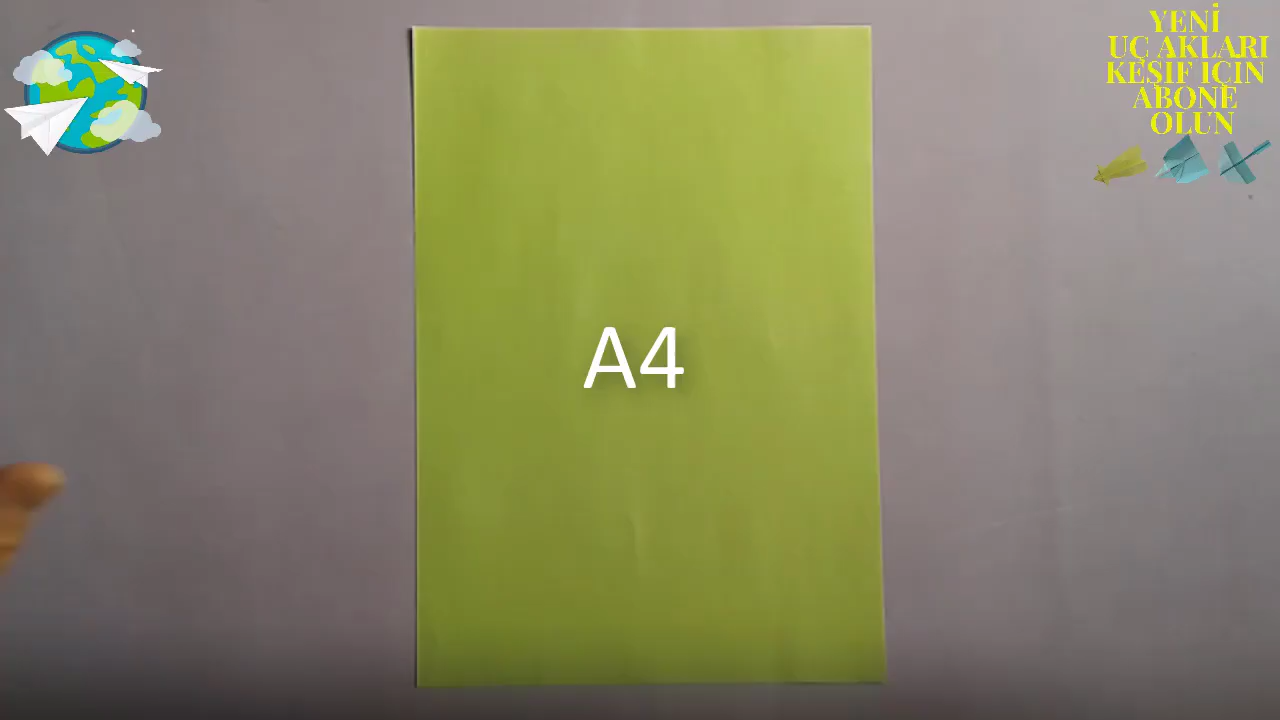 YENİ
UÇAKLARI
KEŞİF İÇİN
ABONE
OLUN
A4